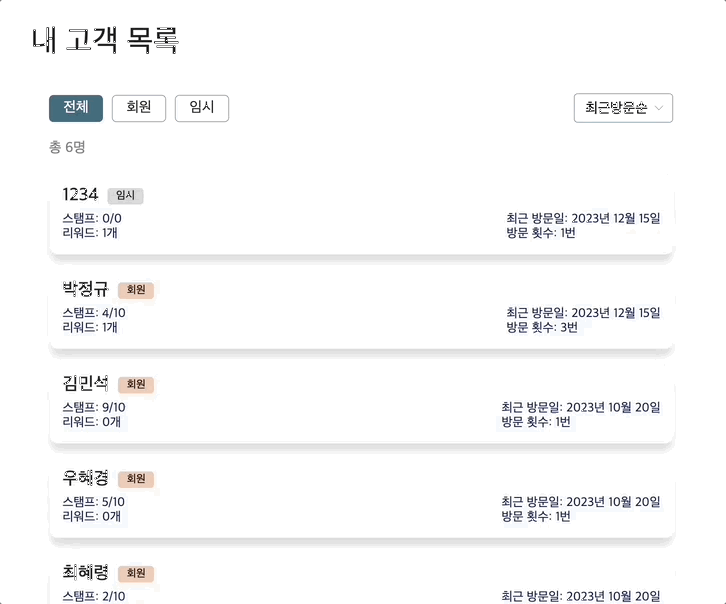 내 고객 목록
전체 회원 임시 최근방문순
총 6명
1234 임시
스탬프: 0/0 최근 방문일: 2023년 12월 15일
리워드: 1개 방문 횟수: 1번
박정규 회원
스탬프: 4/10 최근 방문일: 2023년 12월 15일
리워드: 1개 방문 횟수: 3번
김민석 회원
스탬프: 9/10 최근 방문일: 2023년 10월 20일
리워드: 0개 방문 횟수: 1번
우혜경 회원
스탬프: 5/10 최근 방문일: 2023년 10월 20일
리워드: 0개 방문 횟수: 1번
최혜령 회원
스탬프: 2/10 최근 방문일: 2023년 10월 20일